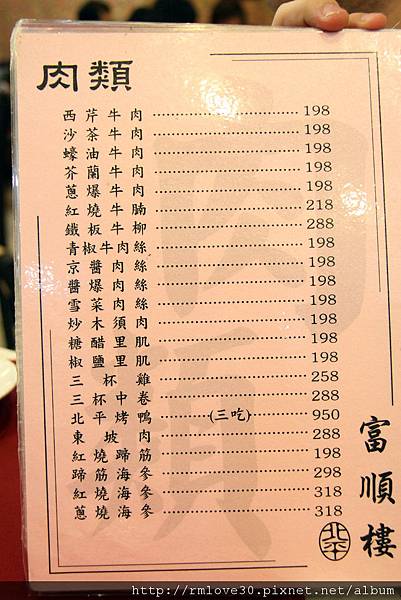 肉類
西芹牛肉 198
沙茶牛肉 198
蠔油牛肉 198
芥蘭牛肉 198
蔥爆牛肉 198
紅燒牛腩 218
鐵板牛柳 288
青椒牛肉絲 198
京醬肉絲 198
醬爆肉絲 198
雪菜肉絲 198
炒木須肉 198
糖醋里肌 198
椒鹽里肌 198
三杯雞 258
三杯中卷 288
北平烤鴨 (三吃) 950
東坡肉 288
紅燒蹄筋 198
蹄筋海參 298
紅燒海參 318
蔥燒海參 318
富順樓
北平
肉類
http://rmlove30.pixnet.net/album